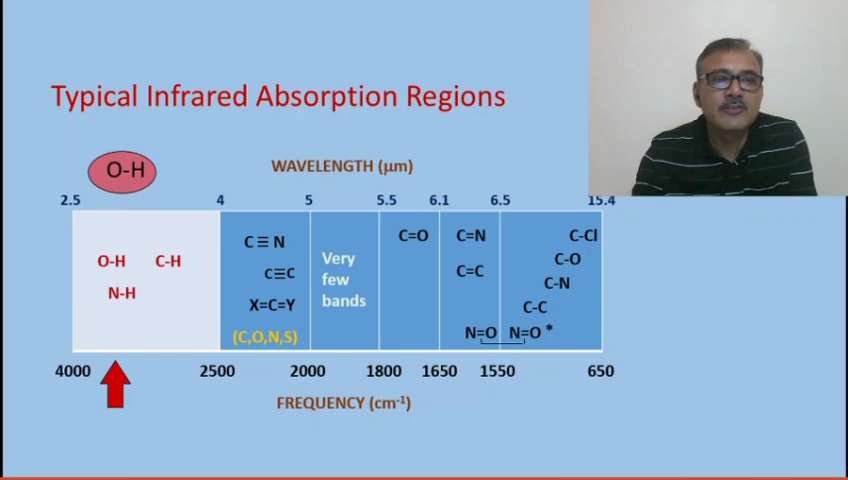 Typical Infrared Absorption Regions
O-H
WAVELENGTH (µm)
2.5 4 5 5.5 6.1 6.5 15.4
O-H C-H
N-H
C ≡ N
C≡C
X=C=Y
(C,O,N,S)
Very
few
bands
C=O
C=N
C=C
N=O N=O *
C-Cl
C-O
C-N
C-C
4000 2500 2000 1800 1650 1550 650
FREQUENCY (cm⁻¹)